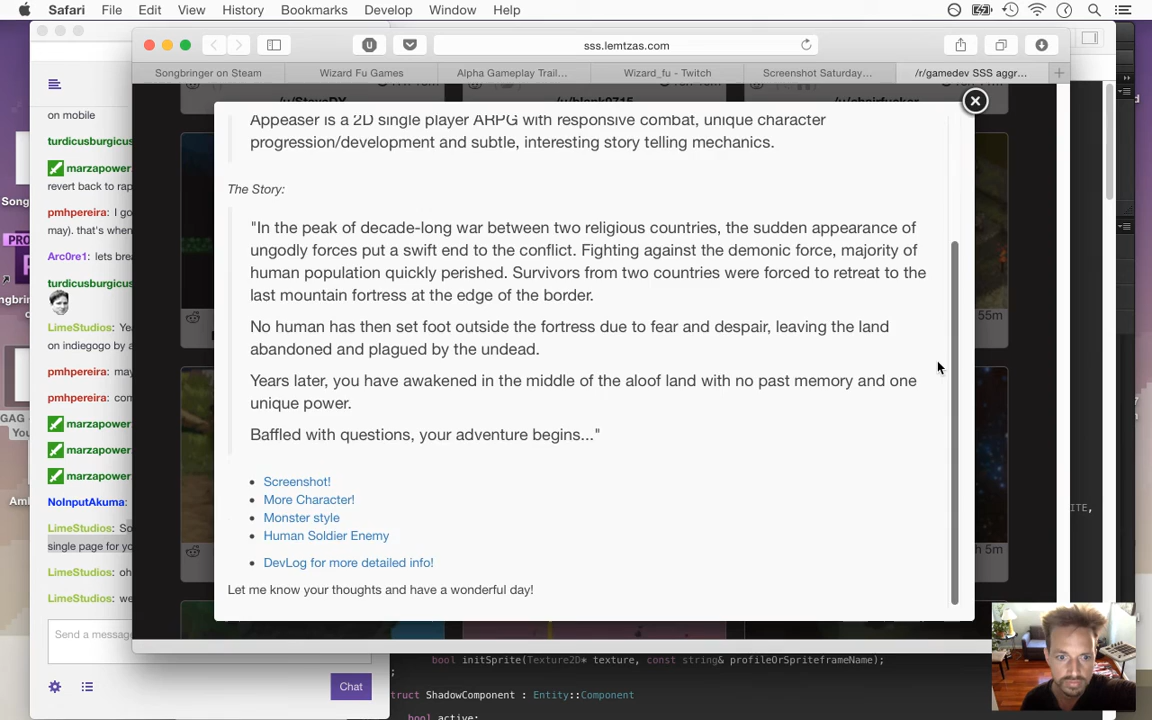 Safari File Edit View History Bookmarks Develop Window Help
sss.lemtzas.com
Songbringer on Steam Wizard Fu Games Alpha Gameplay Trail... Wizard_fu - Twitch Screenshot Saturday... /r/gamedev SSS aggr...
on mobile
turdicusburgicus
marzapower
revert back to rap
pmhpereira: I go
may). that's when
Arc0re1: lets brea
turdicusburgicus
LimeStudios: Yea
on indiegogo by a
pmhpereira: may
pmhpereira: com
marzapower
marzapower
marzapower
NoInputAkuma:
LimeStudios: So
single page for yo
LimeStudios: oh
LimeStudios: we
Send a message
Chat
Appeaser is a 2D single player ARPG with responsive combat, unique character
progression/development and subtle, interesting story telling mechanics.
The Story:
"In the peak of decade-long war between two religious countries, the sudden appearance of
ungodly forces put a swift end to the conflict. Fighting against the demonic force, majority of
human population quickly perished. Survivors from two countries were forced to retreat to the
last mountain fortress at the edge of the border.
No human has then set foot outside the fortress due to fear and despair, leaving the land
abandoned and plagued by the undead.
Years later, you have awakened in the middle of the aloof land with no past memory and one
unique power.
Baffled with questions, your adventure begins..."
• Screenshot!
• More Character!
• Monster style
• Human Soldier Enemy
• DevLog for more detailed info!
Let me know your thoughts and have a wonderful day!
55m
5m
bool initSprite(Texture2D* texture, const string& profileOrSpriteframeName);
;
truct ShadowComponent : Entity::Component
bool active;